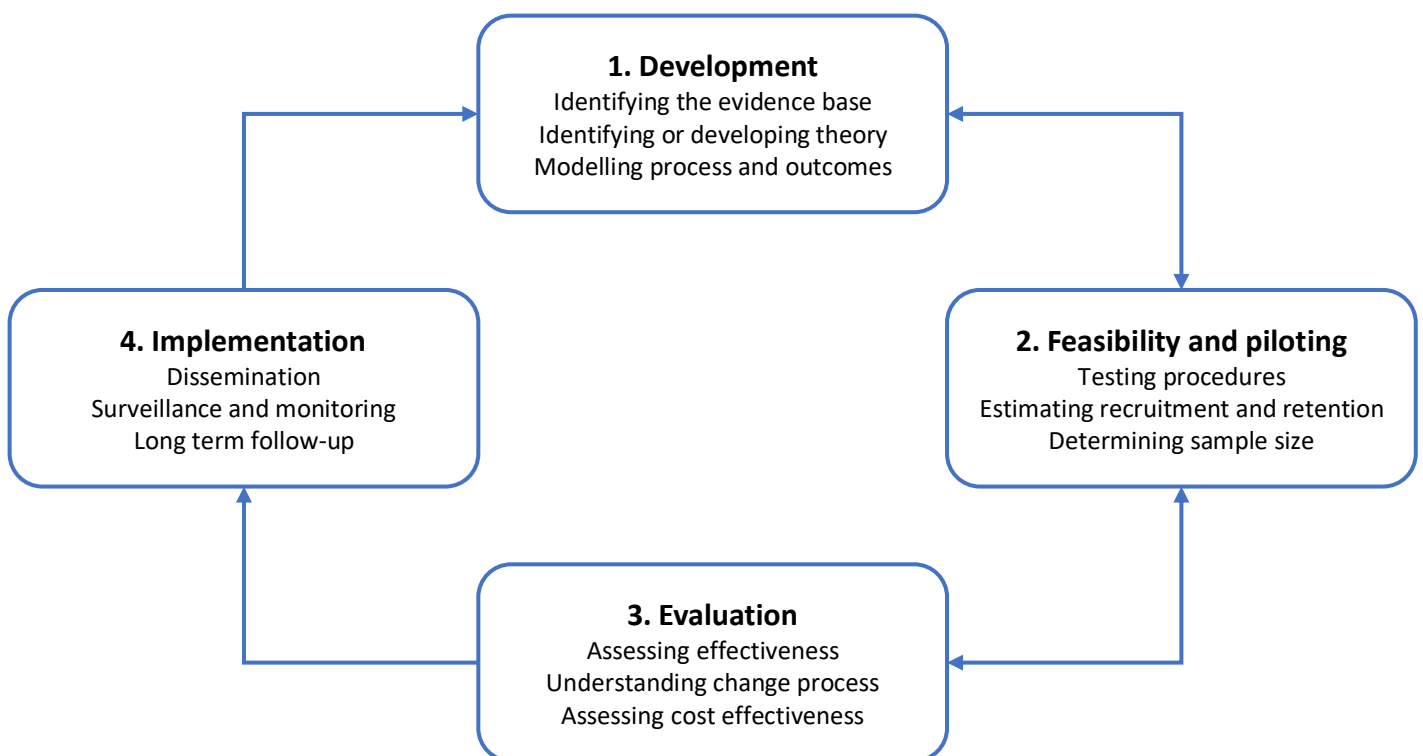 1. Development
Identifying the evidence base
Identifying or developing theory
Modelling process and outcomes
2. Feasibility and piloting
Testing procedures
Estimating recruitment and retention
Determining sample size
3. Evaluation
Assessing effectiveness
Understanding change process
Assessing cost effectiveness
4. Implementation
Dissemination
Surveillance and monitoring
Long term follow-up